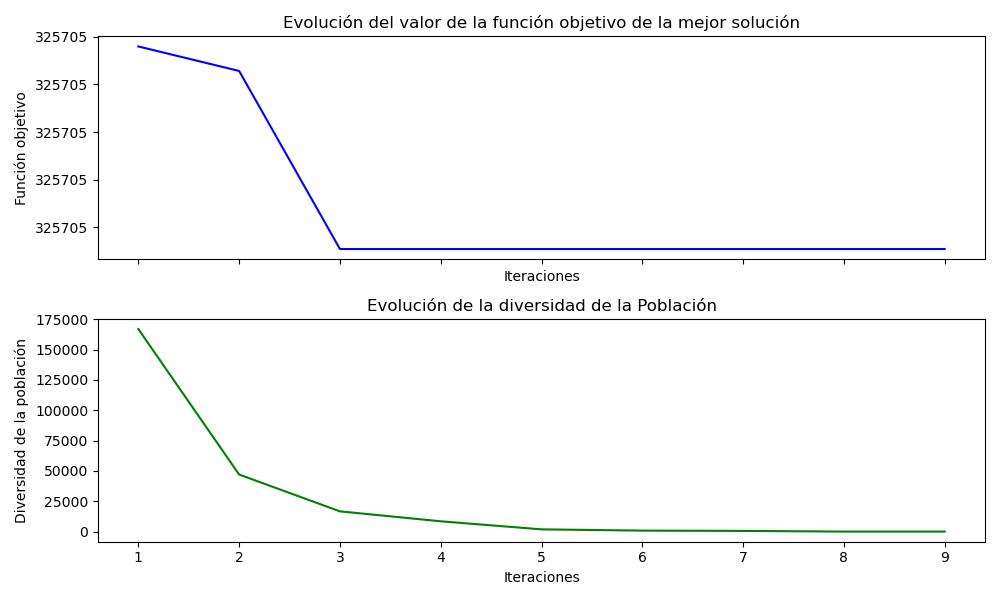 Evolución del valor de la función objetivo de la mejor solución
325705
325705
325705
325705
325705
Función objetivo
Iteraciones
Evolución de la diversidad de la Población
175000
150000
125000
100000
75000
50000
25000
0
Diversidad de la población
1 2 3 4 5 6 7 8 9
Iteraciones